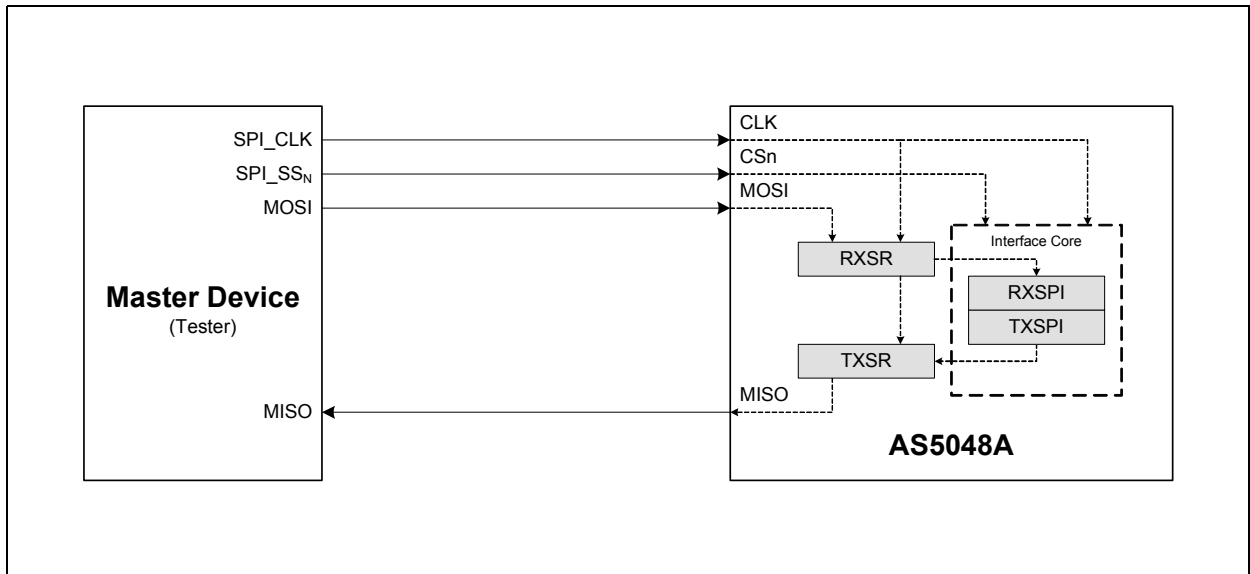 SPI_CLK
SPI_SSN
MOSI
Master Device
(Tester)
MISO
CLK
CSn
MOSI
Interface Core
RXSR
RXSPI
TXSPI
TXSR
MISO
AS5048A